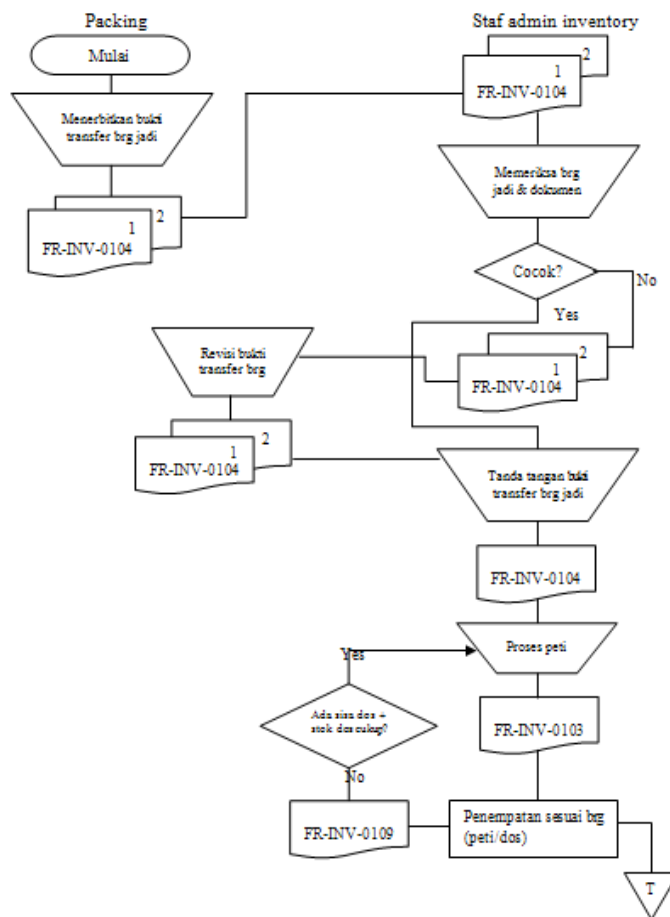 Packing
Staf admin inventory
Mulai
2
1
FR-INV-0104
Menerbitkan bukti
transfer brg jadi
Memeriksa brg
jadi & dokumen
2
1
FR-INV-0104
Cocok?
No
Yes
Revisi bukti
transfer brg
2
1
FR-INV-0104
2
1
FR-INV-0104
Tanda tangan bukti
transfer brg jadi
FR-INV-0104
Proses peti
Yes
Ada sisa dos +
stok dos cukup?
FR-INV-0103
No
FR-INV-0109
Penempatan sesuai brg
(peti/dos)
T